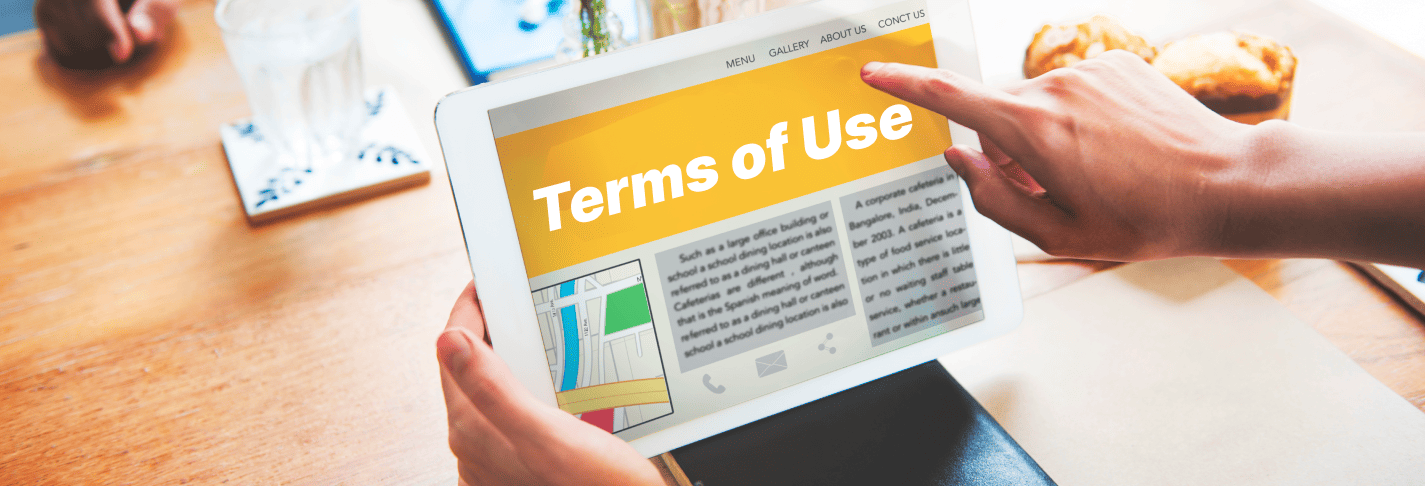 MENU GALLERY ABOUT US CONCT US
Terms of Use
Such as a large office building or
school a school dining location is also
referred to as a dining hall or canteen
Cafeterias are different , although
that is the Spanish meaning of word.
referred to as a dining hall or canteen
school a school dining location is also
A corporate cafeteria in
Bangalore, India, Decem-
ber 2003. A cafeteria is a
type of food service loca-
tion in which there is little
or no waiting staff table
service, whether a restau-
rant or within ansuch large